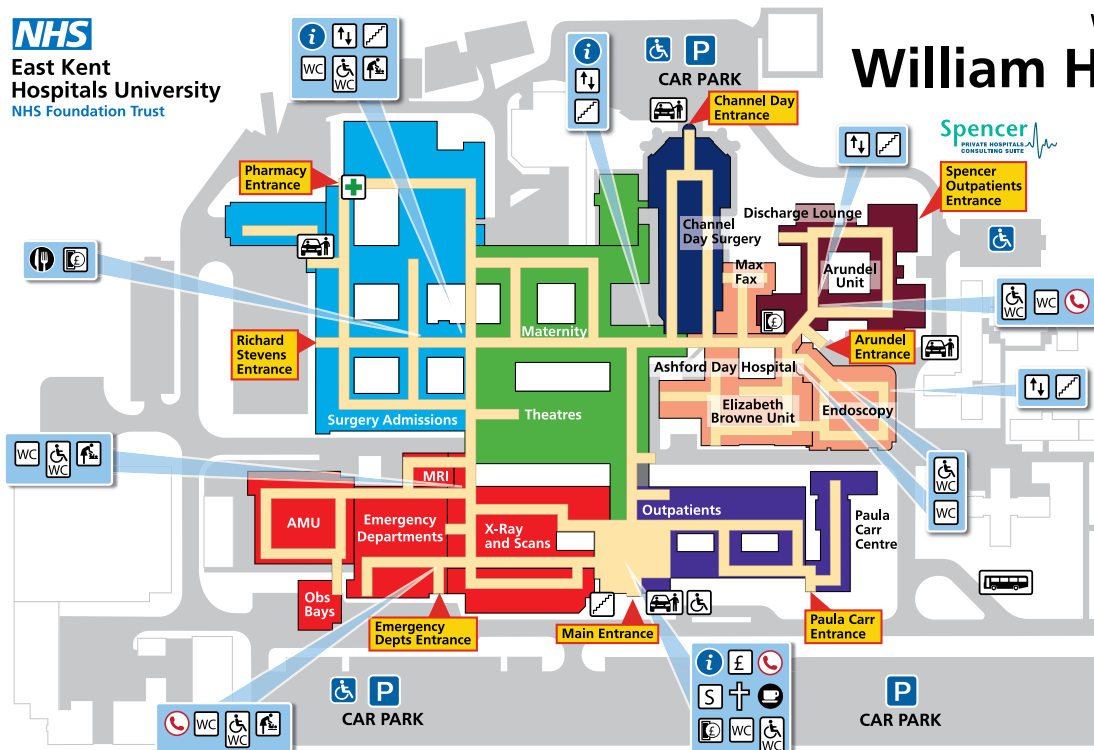 NHS
East Kent
Hospitals University
NHS Foundation Trust
William H
CAR PARK
P
i
WC
WC
i
Channel Day
Entrance
Spencer
PRIVATE HOSPITALS
CONSULTING SUITE
Pharmacy
Entrance
Spencer
Outpatients
Entrance
Discharge Lounge
Channel
Day Surgery
Arundel
Unit
Max
Fax
£
£
WC
WC
Richard
Stevens
Entrance
Maternity
Arundel
Entrance
Ashford Day Hospital
Elizabeth
Browne Unit
Endoscopy
Surgery Admissions
Theatres
WC
WC
WC
WC
MRI
AMU
Emergency
Departments
X-Ray
and Scans
Outpatients
Paula
Carr
Centre
Obs
Bays
Emergency
Depts Entrance
Main Entrance
Paula Carr
Entrance
WC
WC
P
CAR PARK
i
£
S
£
WC
WC
P
CAR PARK